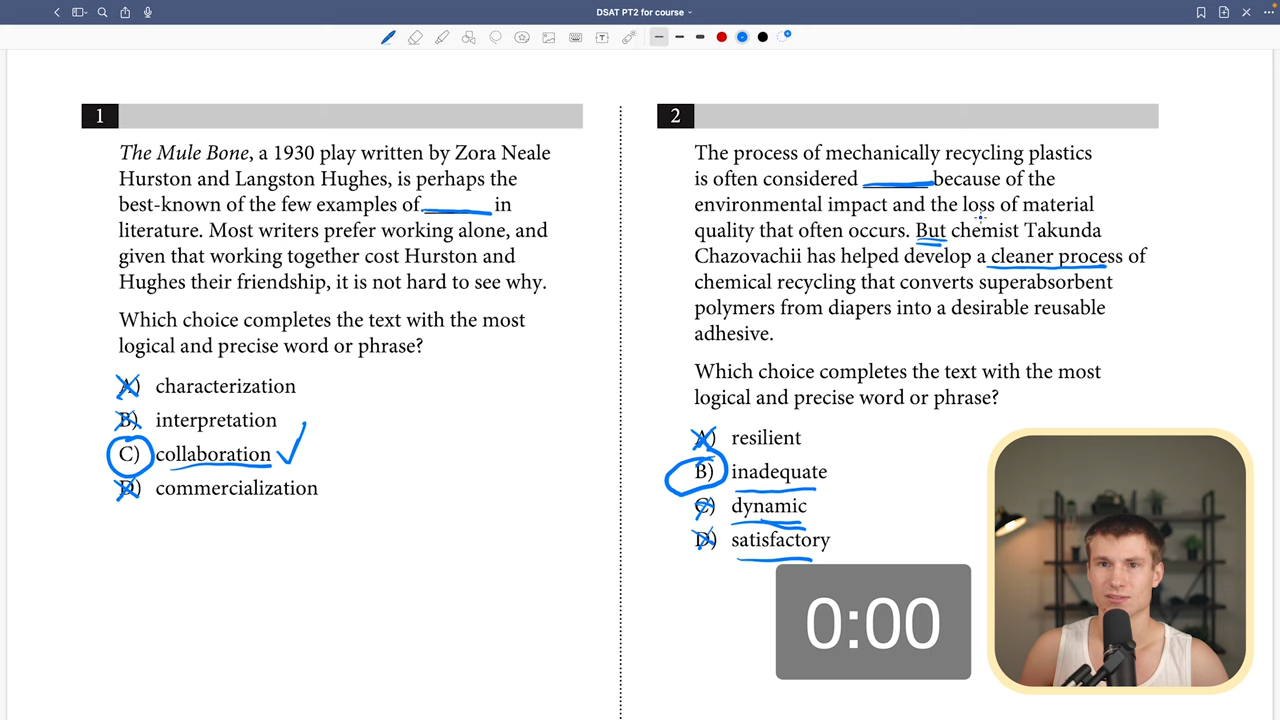 DSAT PT2 for course
1
The Mule Bone, a 1930 play written by Zora Neale
Hurston and Langston Hughes, is perhaps the
best-known of the few examples of ______ in
literature. Most writers prefer working alone, and
given that working together cost Hurston and
Hughes their friendship, it is not hard to see why.
Which choice completes the text with the most
logical and precise word or phrase?
A) characterization
B) interpretation
C) collaboration
D) commercialization
2
The process of mechanically recycling plastics
is often considered ______ because of the
environmental impact and the loss of material
quality that often occurs. But chemist Takunda
Chazovachii has helped develop a cleaner process of
chemical recycling that converts superabsorbent
polymers from diapers into a desirable reusable
adhesive.
Which choice completes the text with the most
logical and precise word or phrase?
A) resilient
B) inadequate
C) dynamic
D) satisfactory
0:00